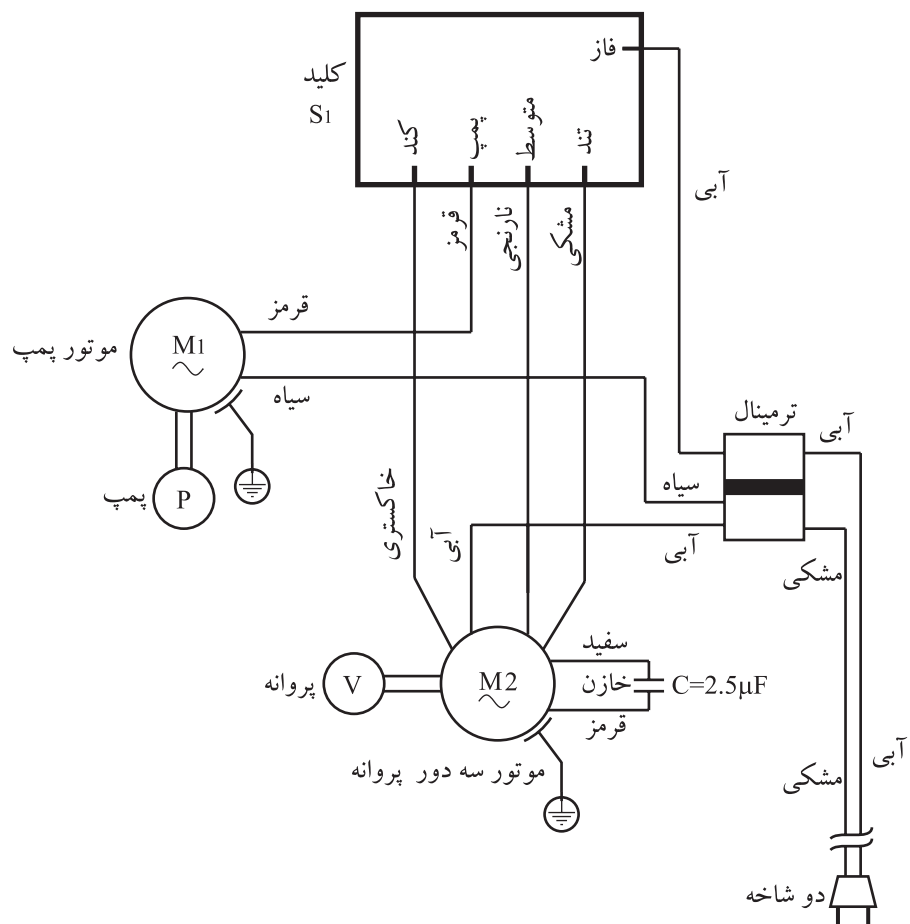 فاز
کلید
S1
کند
پمپ
متوسط
تند
آبی
قرمز
نارنجی
مشکی
قرمز
موتور پمپ
M1
سیاه
ترمینال
آبی
سیاه
پمپ
P
خاکستری
آبی
آبی
مشکی
سفید
پروانه
V
M2
خازن
C=2.5μF
قرمز
آبی
موتور سه دور پروانه
مشکی
دو شاخه